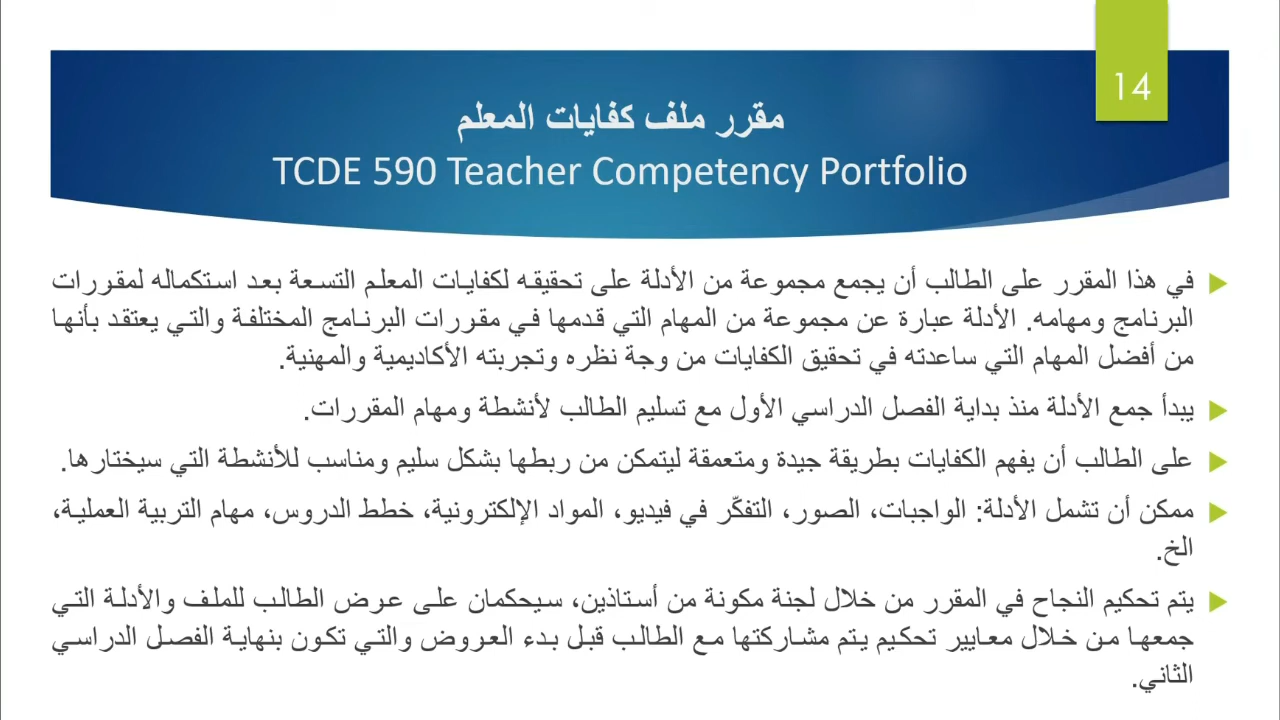 14
مقرر ملف كفايات المعلم
TCDE 590 Teacher Competency Portfolio
في هذا المقرر على الطالب أن يجمع مجموعة من الأدلة على تحقيقه لكفايات المعلم التسعة بعد استكماله لمقررات
البرنامج ومهامه. الأدلة عبارة عن مجموعة من المهام التي قدمها في مقررات البرنامج المختلفة والتي يعتقد بأنها
من أفضل المهام التي ساعدته في تحقيق الكفايات من وجة نظره وتجربته الأكاديمية والمهنية.
يبدأ جمع الأدلة منذ بداية الفصل الدراسي الأول مع تسليم الطالب لأنشطة ومهام المقررات.
على الطالب أن يفهم الكفايات بطريقة جيدة ومتعمقة ليتمكن من ربطها بشكل سليم ومناسب للأنشطة التي سيختارها.
ممكن أن تشمل الأدلة: الواجبات، الصور، التفكّر في فيديو، المواد الإلكترونية، خطط الدروس، مهام التربية العملية،
الخ.
يتم تحكيم النجاح في المقرر من خلال لجنة مكونة من أستاذين، سيحكمان على عرض الطالب للملف والأدلة التي
جمعها من خلال معايير تحكيم يتم مشاركتها مع الطالب قبل بدء العروض والتي تكون بنهاية الفصل الدراسي
الثاني.